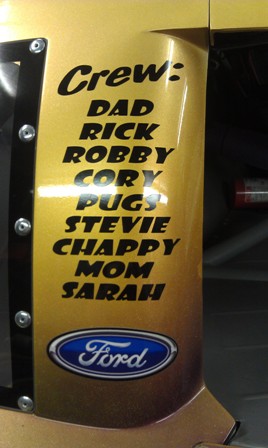 Crew:
DAD
RICK
ROBBY
CORY
PUGS
STEVIE
CHAPPY
MOM
SARAH
Ford